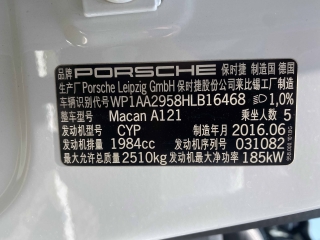 品牌 PORSCHE 保时捷 制造国 德国
生产厂 Porsche Leipzig GmbH 保时捷股份公司莱比锡工厂制造
车辆识别代号 WP1AA2958HLB16468 1,0%
整车型号 Macan A121 乘坐人数 5
发动机型号 CYP 制造年月 2016.06
发动机排量 1984cc 发动机序列号 031082
最大允许总质量 2510kg 发动机最大净功率 185kW